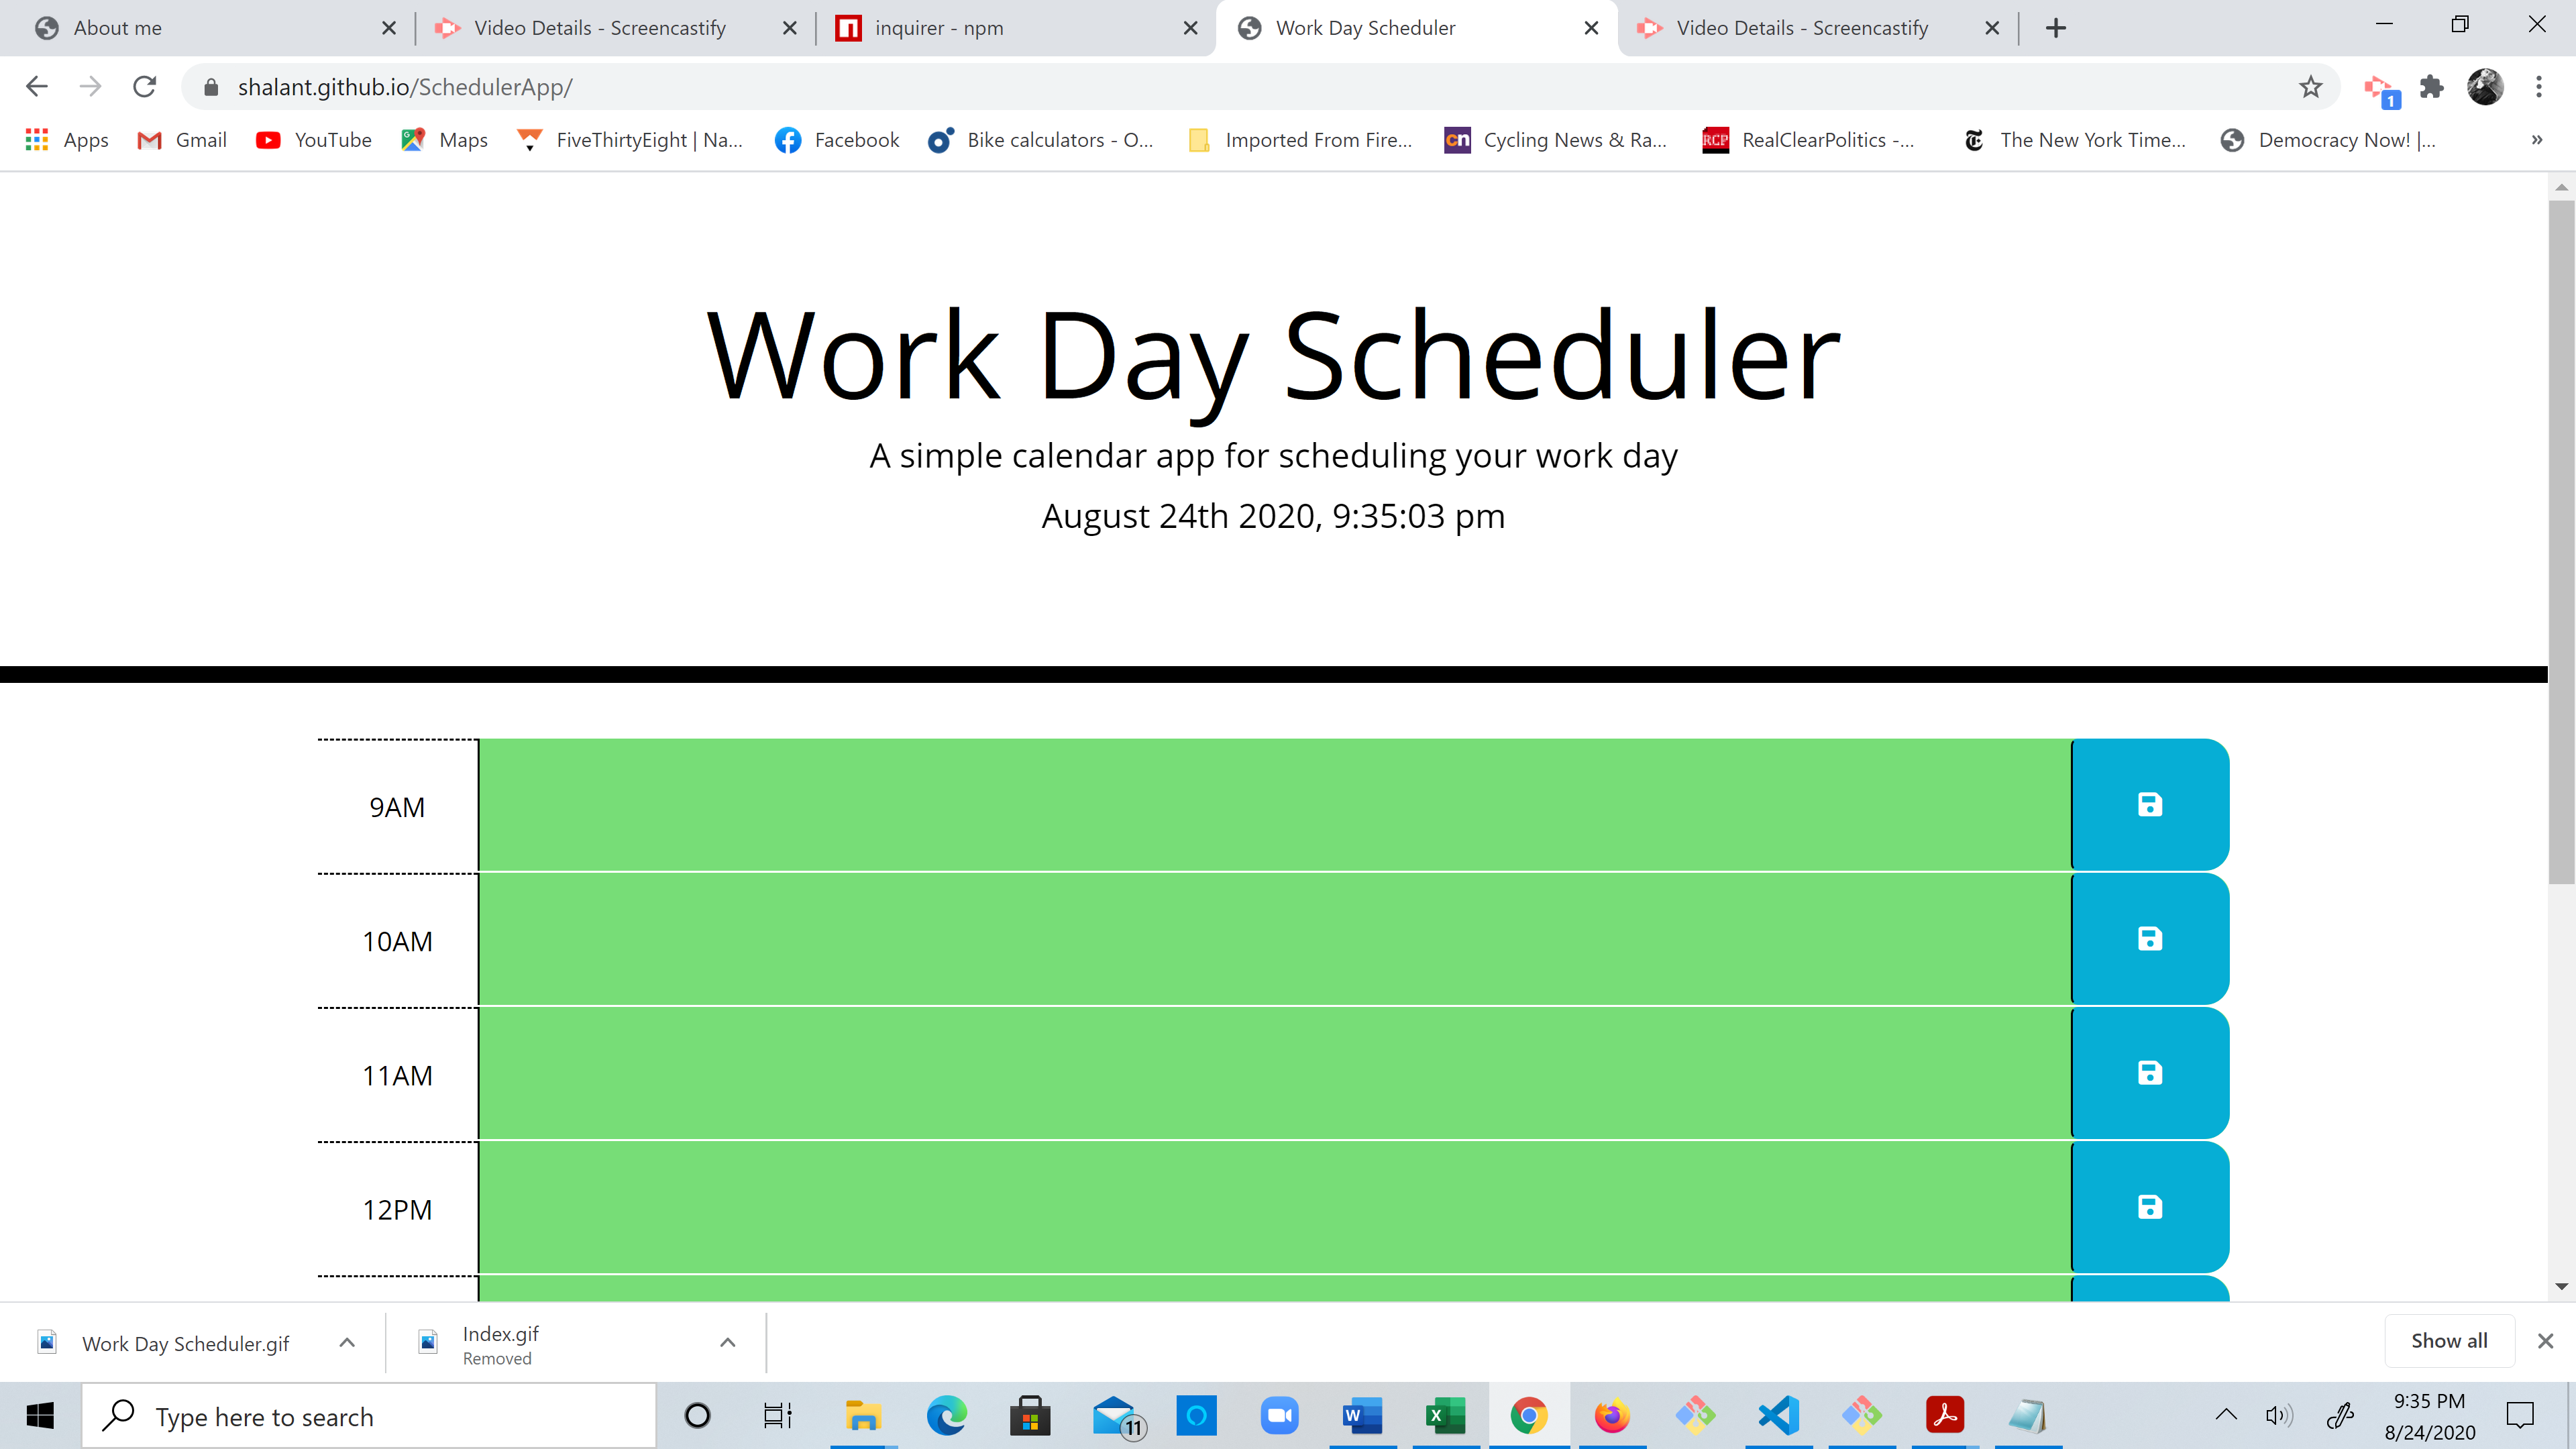 About me
Video Details - Screencastify
inquirer - npm
Work Day Scheduler
Video Details - Screencastify
shalant.github.io/SchedulerApp/
1
Apps
Gmail
YouTube
Maps
FiveThirtyEight | Na...
Facebook
Bike calculators - O...
Imported From Fire...
cn
Cycling News & Ra...
RCP
RealClearPolitics -...
The New York Time...
Democracy Now! |...
»
Work Day Scheduler
A simple calendar app for scheduling your work day
August 24th 2020, 9:35:03 pm
9AM
10AM
11AM
12PM
Work Day Scheduler.gif
Index.gif
Removed
Show all
Type here to search
11
W
X
9:35 PM
8/24/2020